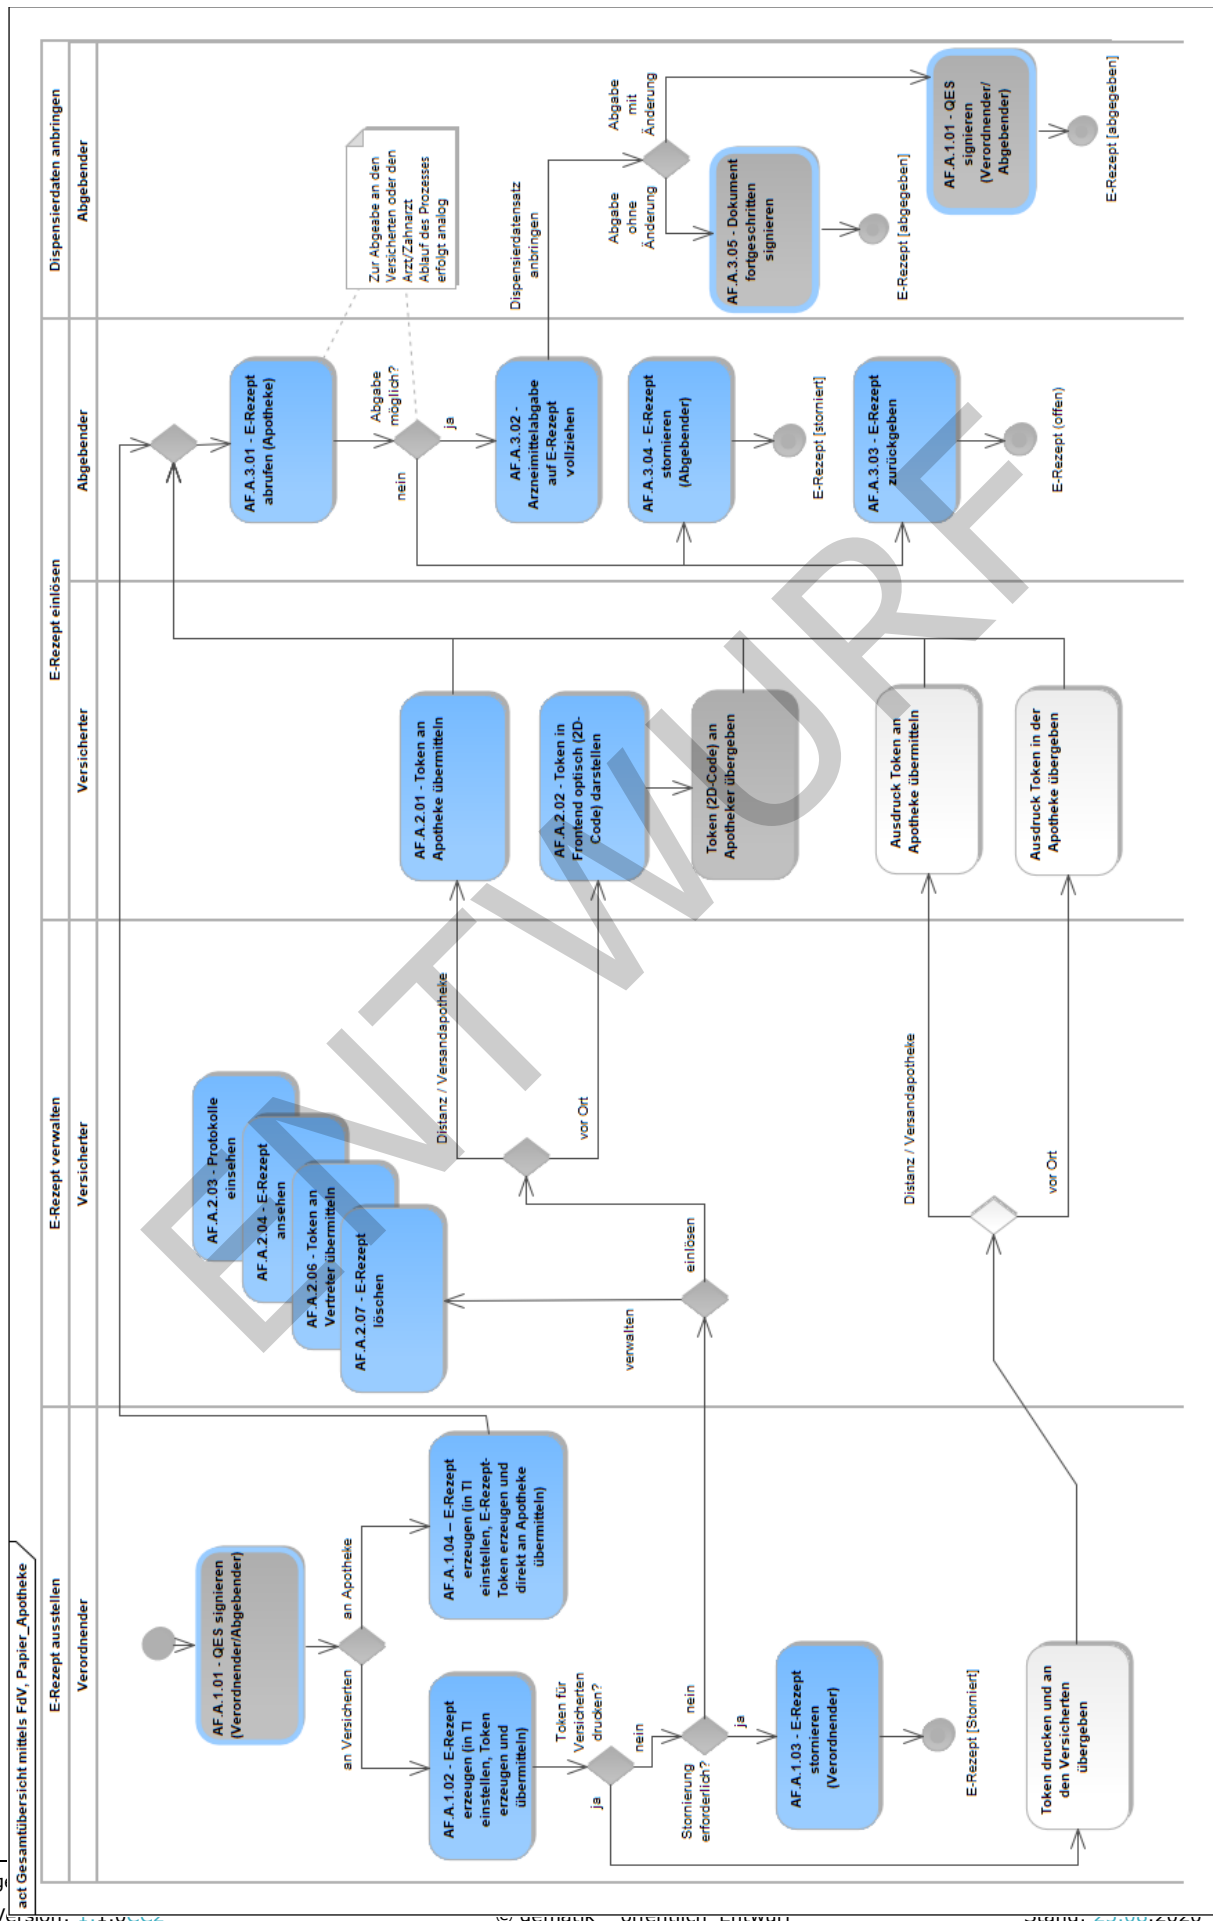 act Gesamtübersicht mittels FdV, Papier_Apotheke
E-Rezept ausstellen
Verordnender
AF.A.1.01 - QES signieren
(Verordnender/Abgebender)
an Versicherten
an Apotheke
AF.A.1.02 - E-Rezept
erzeugen (in TI
einstellen, Token
erzeugen und
übermitteln)
AF.A.1.04 – E-Rezept
erzeugen (in TI
einstellen, E-Rezept-
Token erzeugen und
direkt an Apotheke
übermitteln)
Token für
Versicherten
drucken?
ja
nein
Stornierung
erforderlich?
nein
ja
AF.A.1.03 - E-Rezept
stornieren
(Verordnender)
E-Rezept [Storniert]
Token drucken und an
den Versicherten
übergeben
E-Rezept verwalten
Versicherter
AF.A.2.03 - Protokolle
einsehen
AF.A.2.04 - E-Rezept
ansehen
AF.A.2.06 - Token an
Vertreter übermitteln
AF.A.2.07 - E-Rezept
löschen
verwalten
einlösen
Distanz / Versandapotheke
vor Ort
Distanz / Versandapotheke
vor Ort
E-Rezept einlösen
Versicherter
AF.A.2.01 - Token an
Apotheke übermitteln
AF.A.2.02 - Token in
Frontend optisch (2D-
Code) darstellen
Token (2D-Code) an
Apotheker übergeben
Ausdruck Token an
Apotheke übermitteln
Ausdruck Token in der
Apotheke übergeben
Abgebender
AF.A.3.01 - E-Rezept
abrufen (Apotheke)
Abgabe
möglich?
nein
ja
AF.A.3.02 -
Arzneimittelabgabe
auf E-Rezept
vollziehen
AF.A.3.04 - E-Rezept
stornieren
(Abgebender)
E-Rezept [storniert]
AF.A.3.03 - E-Rezept
zurückgeben
E-Rezept (offen)
Dispensierdaten anbringen
Abgebender
Zur Abgeabe an den
Versicherten oder den
Arzt/Zahnarzt
Ablauf des Prozesses
erfolgt analog
Dispensierdatensatz
anbringen
Abgabe
ohne
Änderung
Abgabe
mit
Änderung
AF.A.3.05 - Dokument
fortgeschritten
signieren
E-Rezept [abgegeben]
AF.A.1.01 - QES
signieren
(Verordnender/
Abgebender)
E-Rezept [abgegeben]
ENTWURF